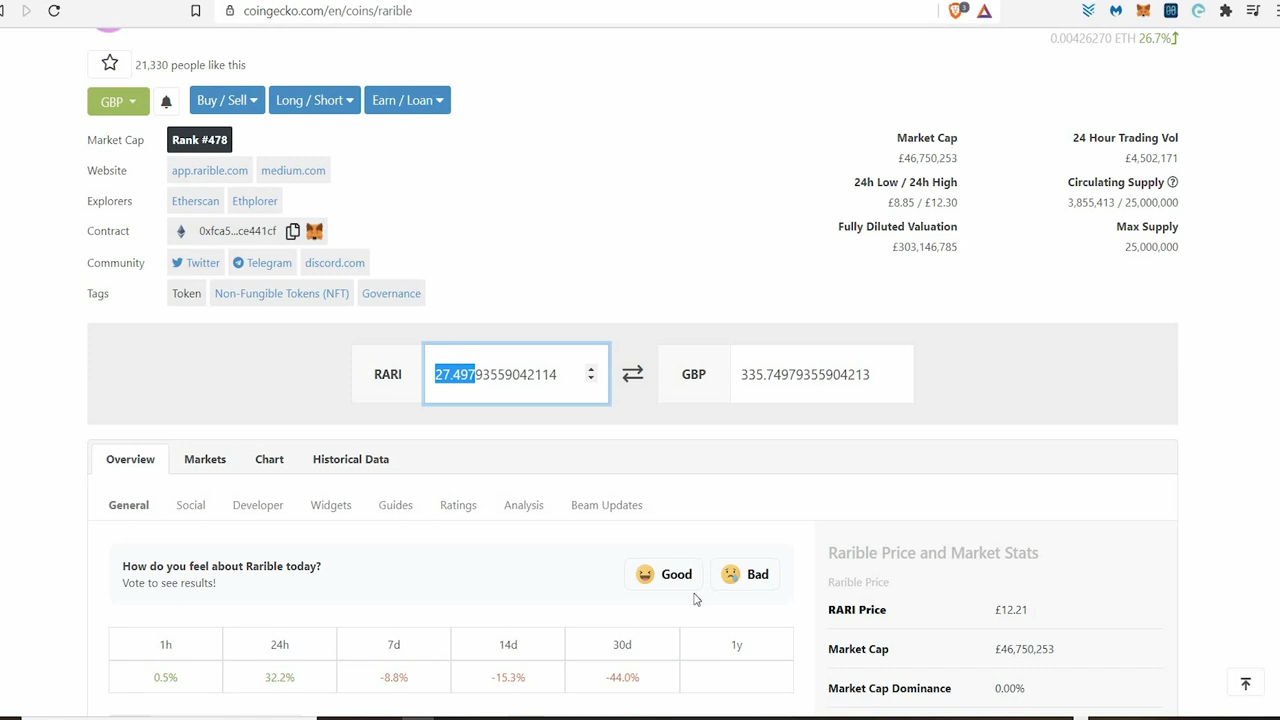 coingecko.com/en/coins/rarible
3
0.00426270 ETH 26.7%
21,330 people like this
GBP Buy / Sell Long / Short Earn / Loan
Market Cap Rank #478
Website app.rarible.com medium.com
Explorers Etherscan Ethplorer
Contract 0xfca5...ce441cf
Community Twitter Telegram discord.com
Tags Token Non-Fungible Tokens (NFT) Governance
Market Cap 24 Hour Trading Vol
£46,750,253 £4,502,171
24h Low / 24h High Circulating Supply
£8.85 / £12.30 3,855,413 / 25,000,000
Fully Diluted Valuation Max Supply
£303,146,785 25,000,000
RARI 27.49793559042114 GBP 335.74979355904213
Overview Markets Chart Historical Data
General Social Developer Widgets Guides Ratings Analysis Beam Updates
How do you feel about Rarible today?
Vote to see results!
Good Bad
1h 24h 7d 14d 30d 1y
0.5% 32.2% -8.8% -15.3% -44.0%
Rarible Price and Market Stats
Rarible Price
RARI Price £12.21
Market Cap £46,750,253
Market Cap Dominance 0.00%